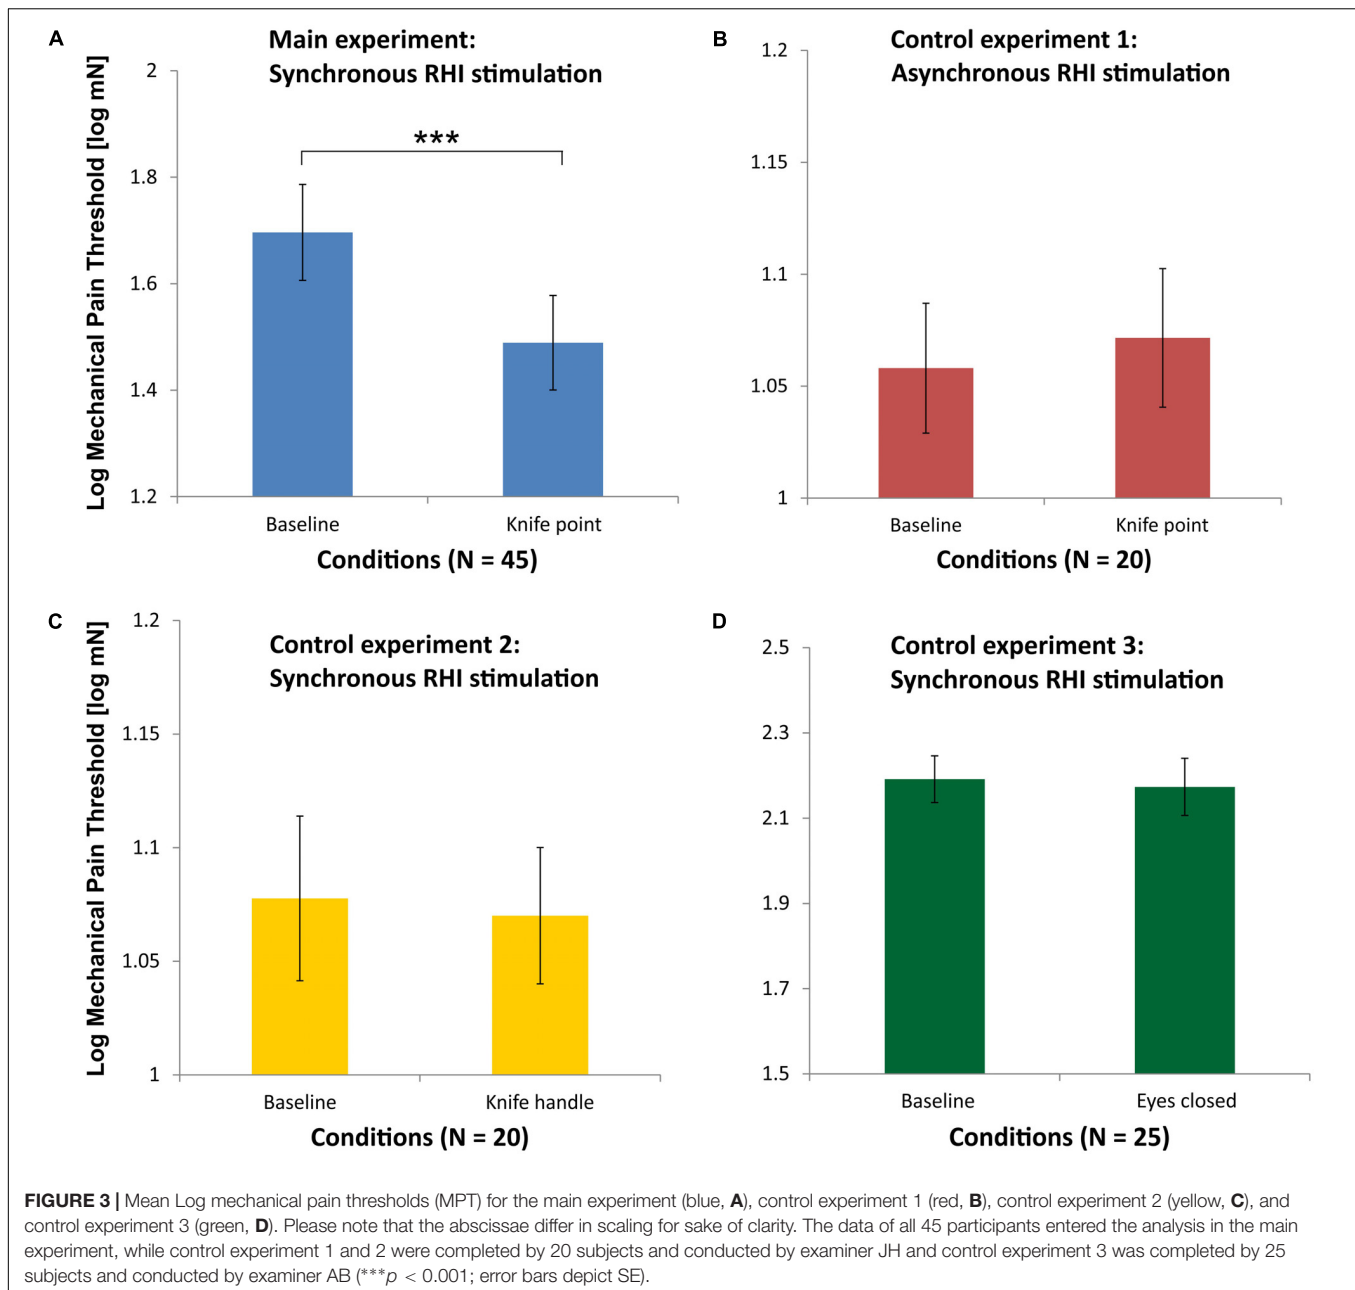 A
Main experiment:
Synchronous RHI stimulation
Log Mechanical Pain Threshold [log mN]
2
1.8
1.6
1.4
1.2
***
Baseline
Knife point
Conditions (N = 45)
B
Control experiment 1:
Asynchronous RHI stimulation
1.2
1.15
1.1
1.05
1
Baseline
Knife point
Conditions (N = 20)
C
Control experiment 2:
Synchronous RHI stimulation
Log Mechanical Pain Threshold [log mN]
1.2
1.15
1.1
1.05
1
Baseline
Knife handle
Conditions (N = 20)
D
Control experiment 3:
Synchronous RHI stimulation
2.5
2.3
2.1
1.9
1.7
1.5
Baseline
Eyes closed
Conditions (N = 25)
FIGURE 3 | Mean Log mechanical pain thresholds (MPT) for the main experiment (blue, A), control experiment 1 (red, B), control experiment 2 (yellow, C), and
control experiment 3 (green, D). Please note that the abscissae differ in scaling for sake of clarity. The data of all 45 participants entered the analysis in the main
experiment, while control experiment 1 and 2 were completed by 20 subjects and conducted by examiner JH and control experiment 3 was completed by 25
subjects and conducted by examiner AB (***p < 0.001; error bars depict SE).